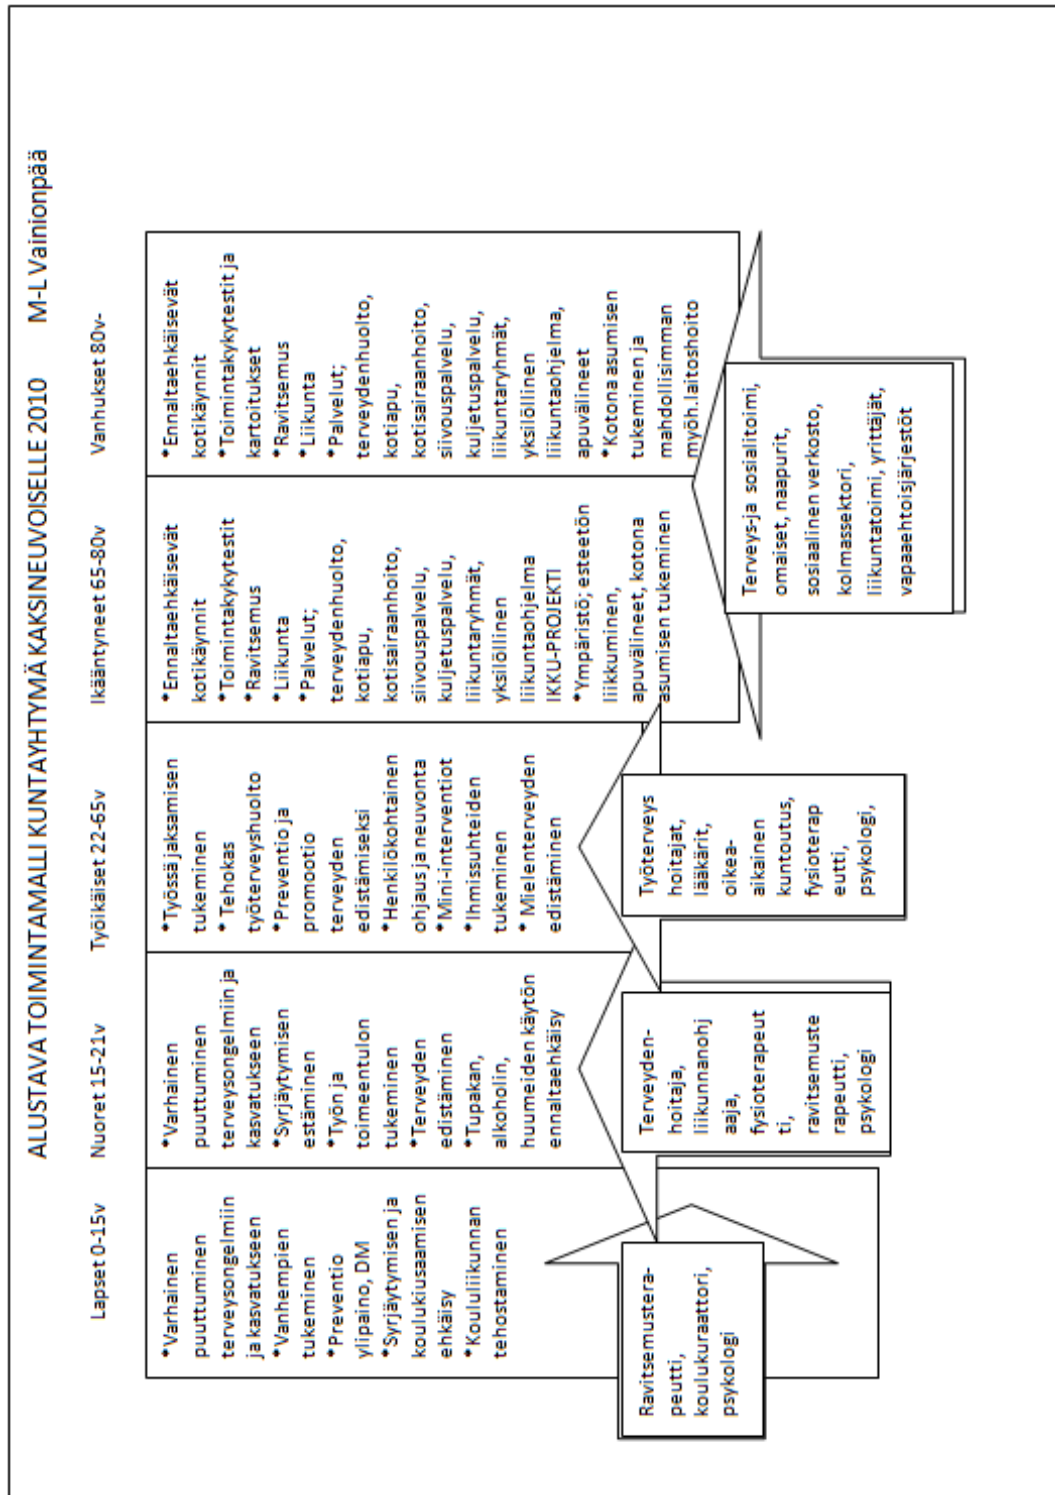 ALUSTAVA TOIMINTAMALLI KUNTAYHTYMÄ KAKSINEUVOISELLE 2010 M-L Vainionpää
Lapset 0-15v
Nuoret 15-21v
Työikäiset 22-65v
Ikääntyneet 65-80v
Vanhukset 80v-
*Varhainen
puuttuminen
terveysongelmiin
ja kasvatukseen
*Vanhempien
tukeminen
*Preventio
ylipaino, DM
*Syrjäytymisen ja
koulukiusaamisen
ehkäisy
*Koululiikunnan
tehostaminen
*Varhainen
puuttuminen
terveysongelmiin ja
kasvatukseen
*Syrjäytymisen
estäminen
*Työn ja
toimeentulon
tukeminen
*Terveyden
edistäminen
*Tupakan,
alkoholin,
huumeiden käytön
ennaltaehkäisy
*Työssä jaksamisen
tukeminen
* Tehokas
työterveyshuolto
*Preventio ja
promootio
terveyden
edistämiseksi
*Henkilökohtainen
ohjaus ja neuvonta
*Mini-interventiot
*Ihmissuhteiden
tukeminen
* Mielenterveyden
edistäminen
*Ennaltaehkäisevät
kotikäynnit
*Toimintakykytestit
*Ravitsemus
*Liikunta
*Palvelut;
terveydenhuolto,
kotiapu,
kotisairaanhoito,
siivouspalvelu,
kuljetuspalvelu,
liikuntaryhmät,
yksilöllinen
liikuntaohjelma
IKKU-PROJEKTI
*Ympäristö; esteetön
liikkuminen,
apuvälineet, kotona
asumisen tukeminen
*Ennaltaehkäisevät
kotikäynnit
*Toimintakykytestit ja
kartoitukset
*Ravitsemus
*Liikunta
*Palvelut;
terveydenhuolto,
kotiapu,
kotisairaanhoito,
siivouspalvelu,
kuljetuspalvelu,
liikuntaryhmät,
yksilöllinen
liikuntaohjelma,
apuvälineet
*Kotona asumisen
tukeminen ja
mahdollisimman
myöh.laitoshoito
Ravitsemustera-
peutti,
koulukuraattori,
psykologi
Terveyden-
hoitaja,
liikunnanohj
aaja,
fysioterapeut
ti,
ravitsemuste
rapeutti,
psykologi
Työterveys
hoitajat,
lääkärit,
oikea-
aikainen
kuntoutus,
fysioterap
eutti,
psykologi,
Terveys-ja sosialitoimi,
omaiset, naapurit,
sosiaalinen verkosto,
kolmassektori,
liikuntatoimi, yrittäjät,
vapaaehtoisjärjestöt